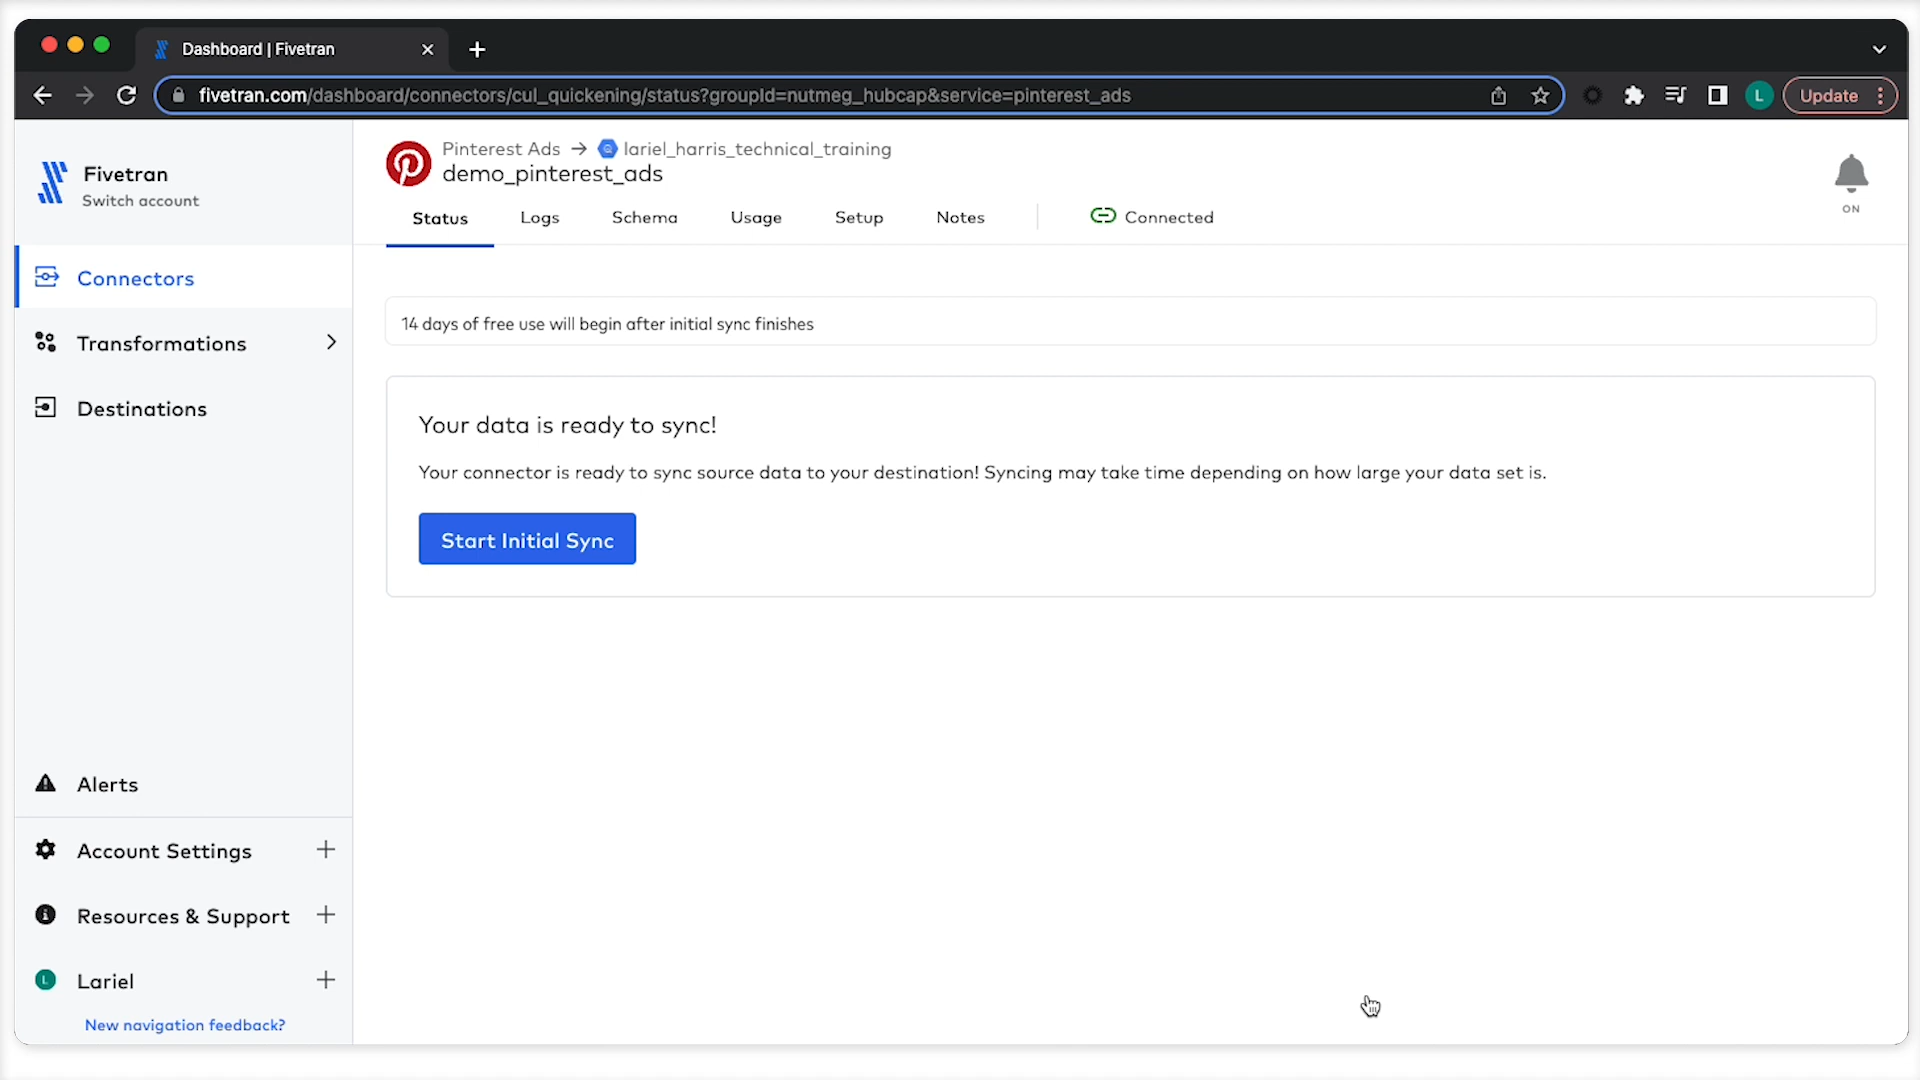 Dashboard | Fivetran
fivetran.com/dashboard/connectors/cul_quickening/status?groupId=nutmeg_hubcap&service=pinterest_ads
L
Update
Fivetran
Switch account
Pinterest Ads → lariel_harris_technical_training
demo_pinterest_ads
ON
Status Logs Schema Usage Setup Notes Connected
Connectors
Transformations
Destinations
14 days of free use will begin after initial sync finishes
Your data is ready to sync!
Your connector is ready to sync source data to your destination! Syncing may take time depending on how large your data set is.
Start Initial Sync
Alerts
Account Settings
Resources & Support
L Lariel
New navigation feedback?